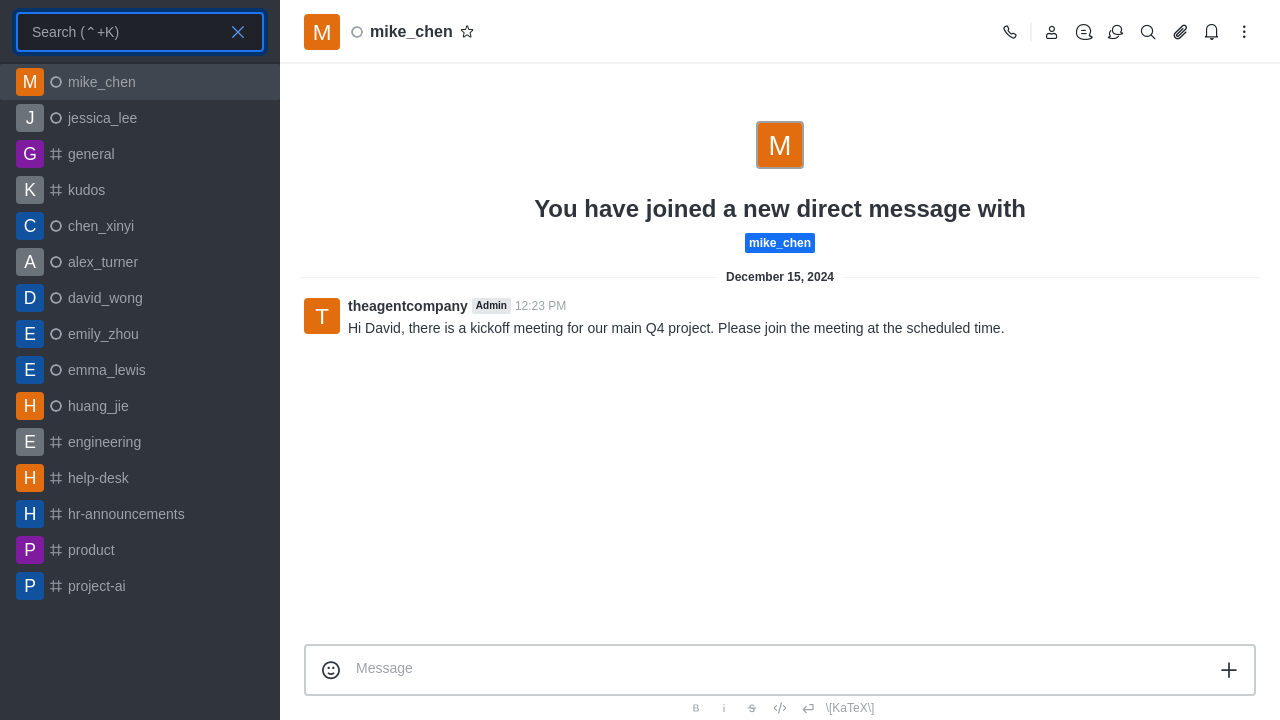 Search (⌃+K)
M mike_chen
J jessica_lee
G general
K kudos
C chen_xinyi
A alex_turner
D david_wong
E emily_zhou
E emma_lewis
H huang_jie
E engineering
H help-desk
H hr-announcements
P product
P project-ai
M mike_chen
M
You have joined a new direct message with
mike_chen
December 15, 2024
T theagentcompany Admin 12:23 PM
Hi David, there is a kickoff meeting for our main Q4 project. Please join the meeting at the scheduled time.
Message
B i S \[KaTeX\]